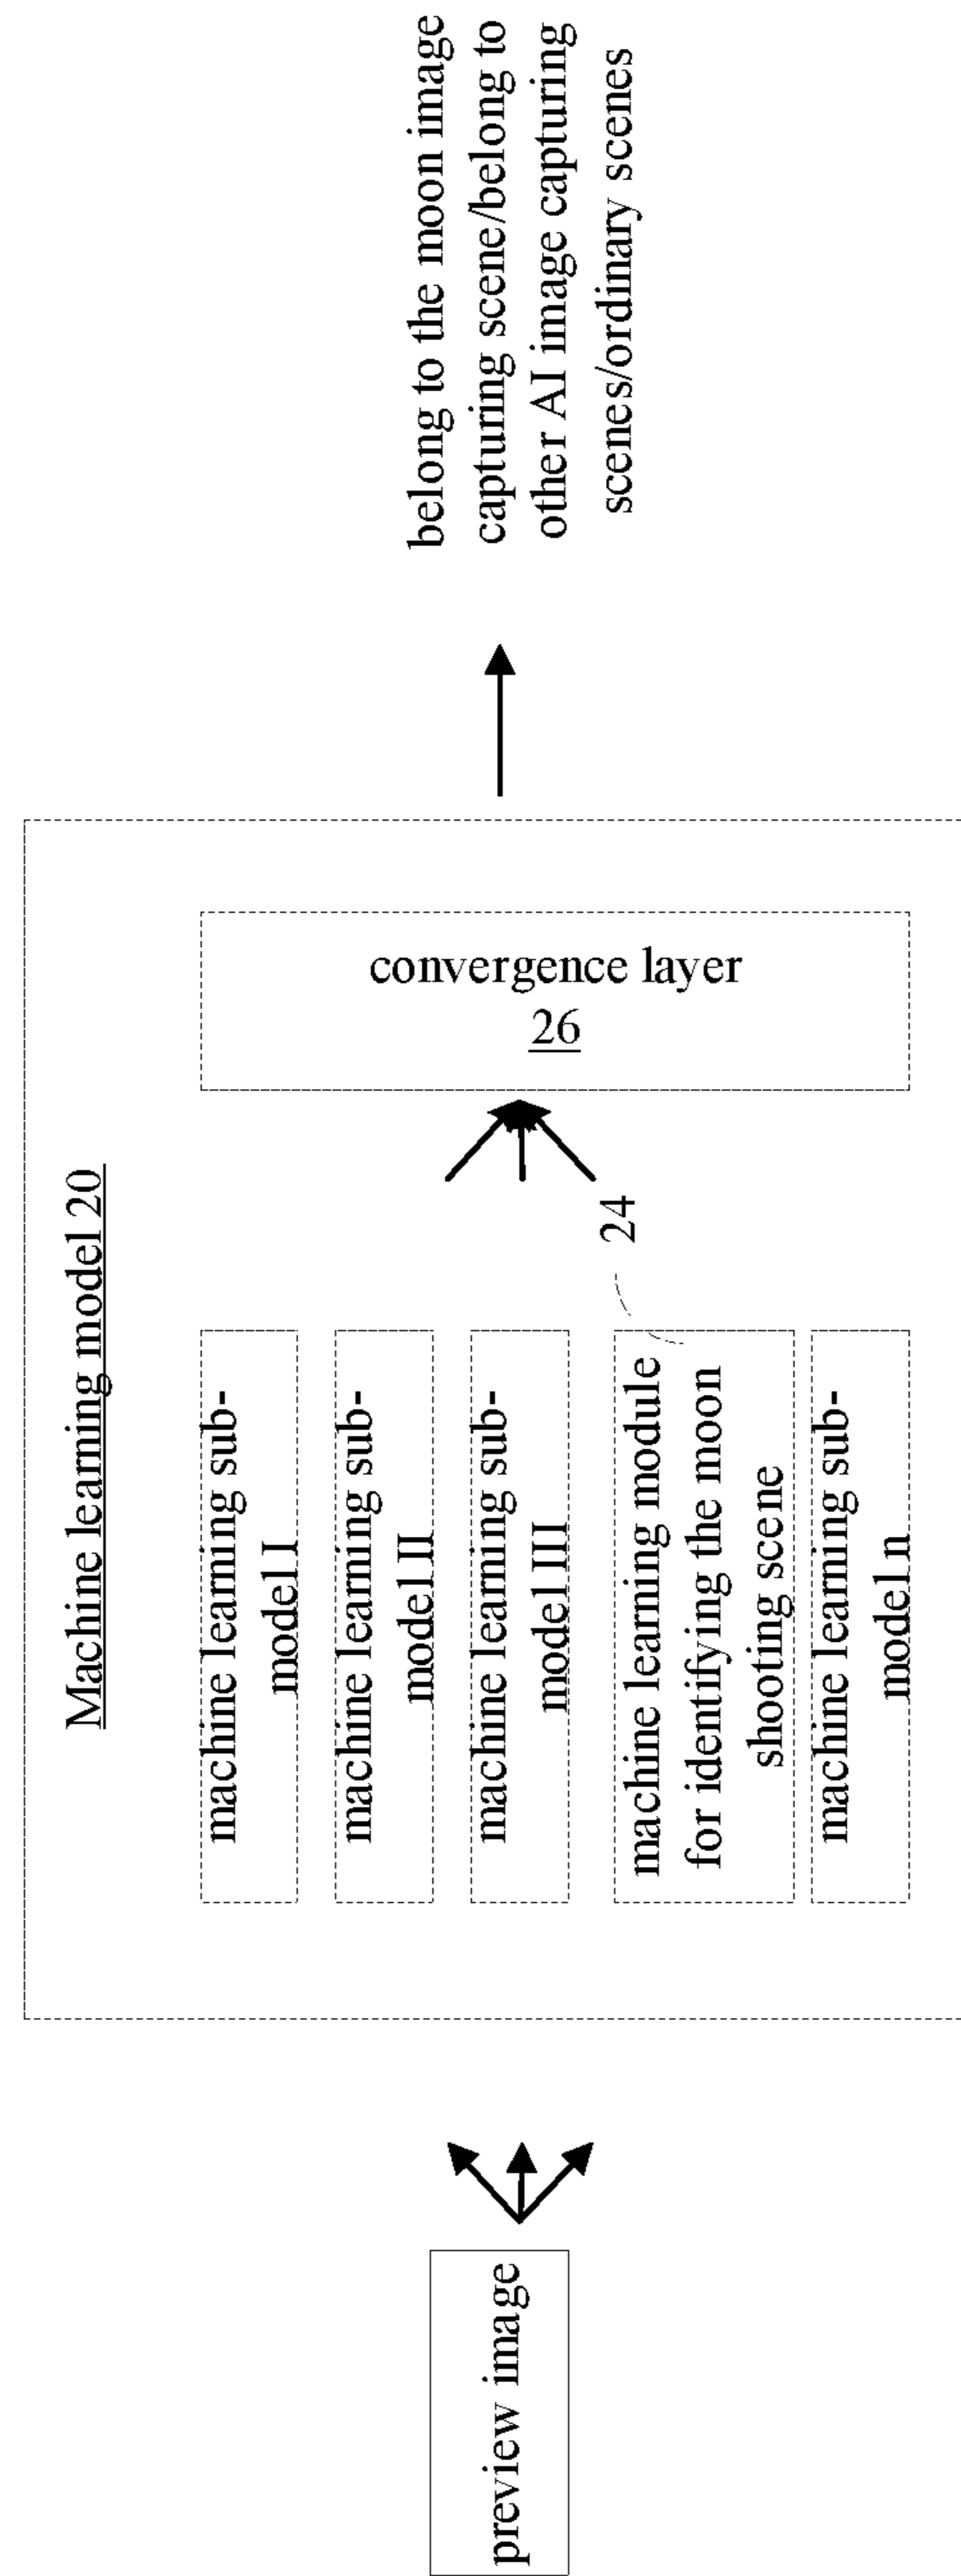 preview image
Machine learning model 20
machine learning sub-
model I
machine learning sub-
model II
machine learning sub-
model III
machine learning module
for identifying the moon
shooting scene
machine learning sub-
model n
24
convergence layer
26
belong to the moon image
capturing scene/belong to
other AI image capturing
scenes/ordinary scenes